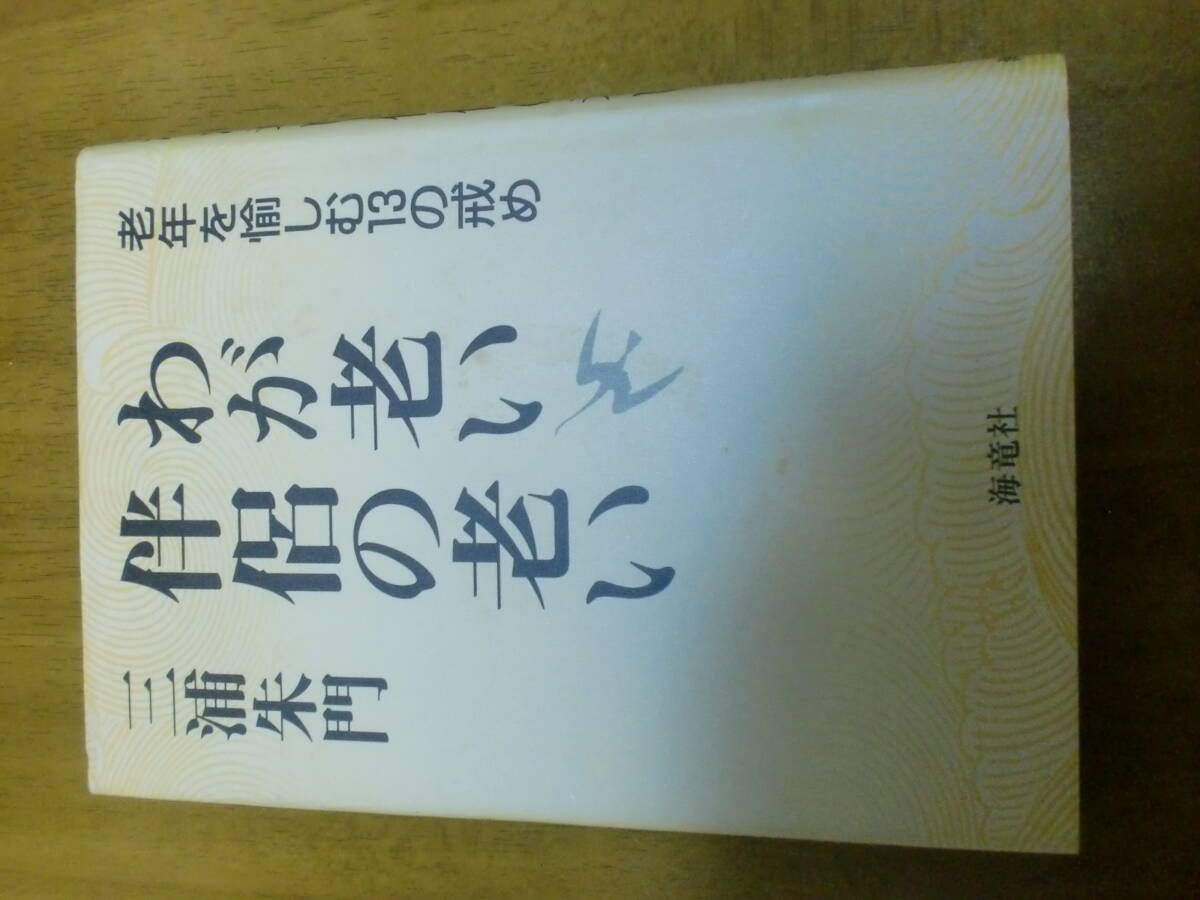 老年を愉しむ13の戒め
わが老い
伴侶の老い
三浦朱門
海竜社